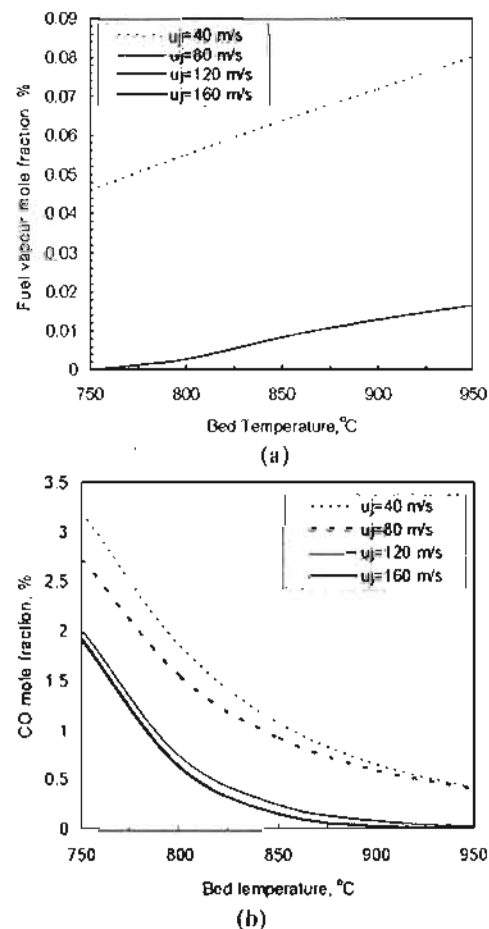 0.09
0.08
0.07
0.06
0.05
0.04
0.03
0.02
0.01
0
Fuel vapour mole fraction %
uj=40 m/s
uj=80 m/s
uj=120 m/s
uj=160 m/s
750 800 850 900 950
Bed Temperature,°C
(a)
3.5
3
2.5
2
1.5
1
0.5
0
CO mole fraction, %
uj=40 m/s
uj=80 m/s
uj=120 m/s
uj=160 m/s
750 800 850 900 950
Bed temperature, °C
(b)